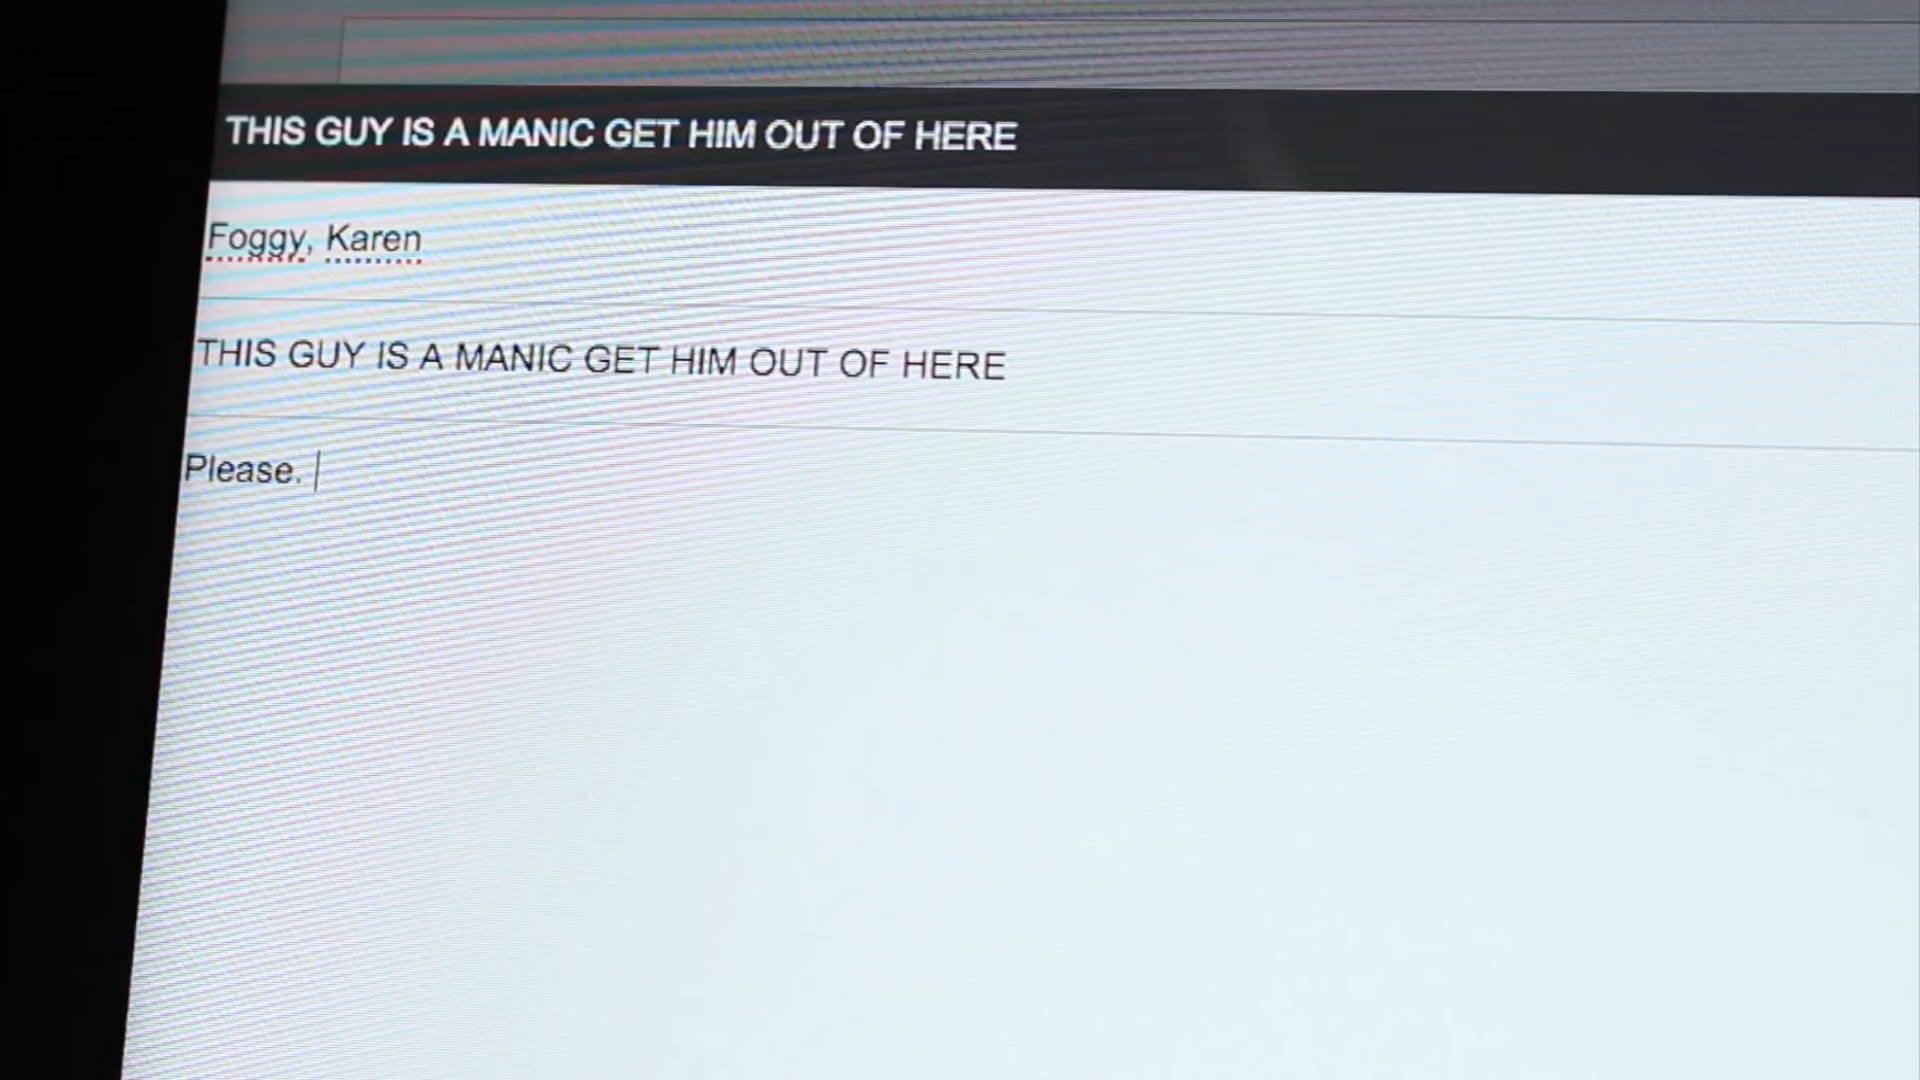 THIS GUY IS A MANIC GET HIM OUT OF HERE
Foggy, Karen
THIS GUY IS A MANIC GET HIM OUT OF HERE
Please.